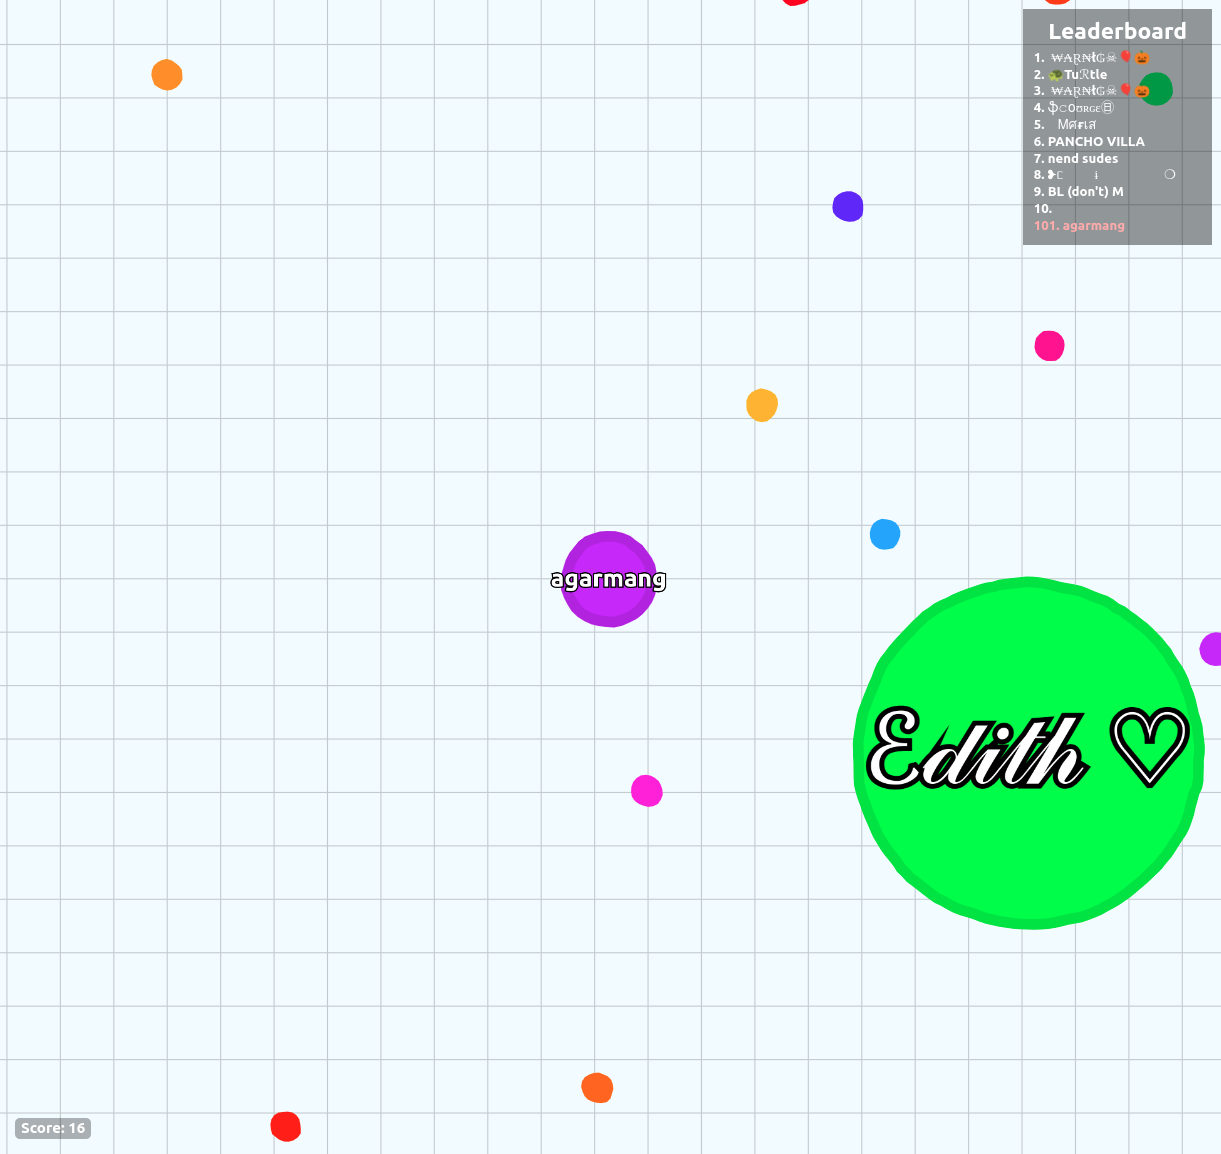 Leaderboard
1. ₩₳Ɽ₦ł₲☠🎈🎃
2. 🐢Tuℛtle
3. ₩₳Ɽ₦ł₲☠🎈🎃
4.
5.
6. PANCHO VILLA
7. nend sudes
8.
9. BL (don't) M
10.
101. agarmang
agarmang
Edith ♡
Score: 16